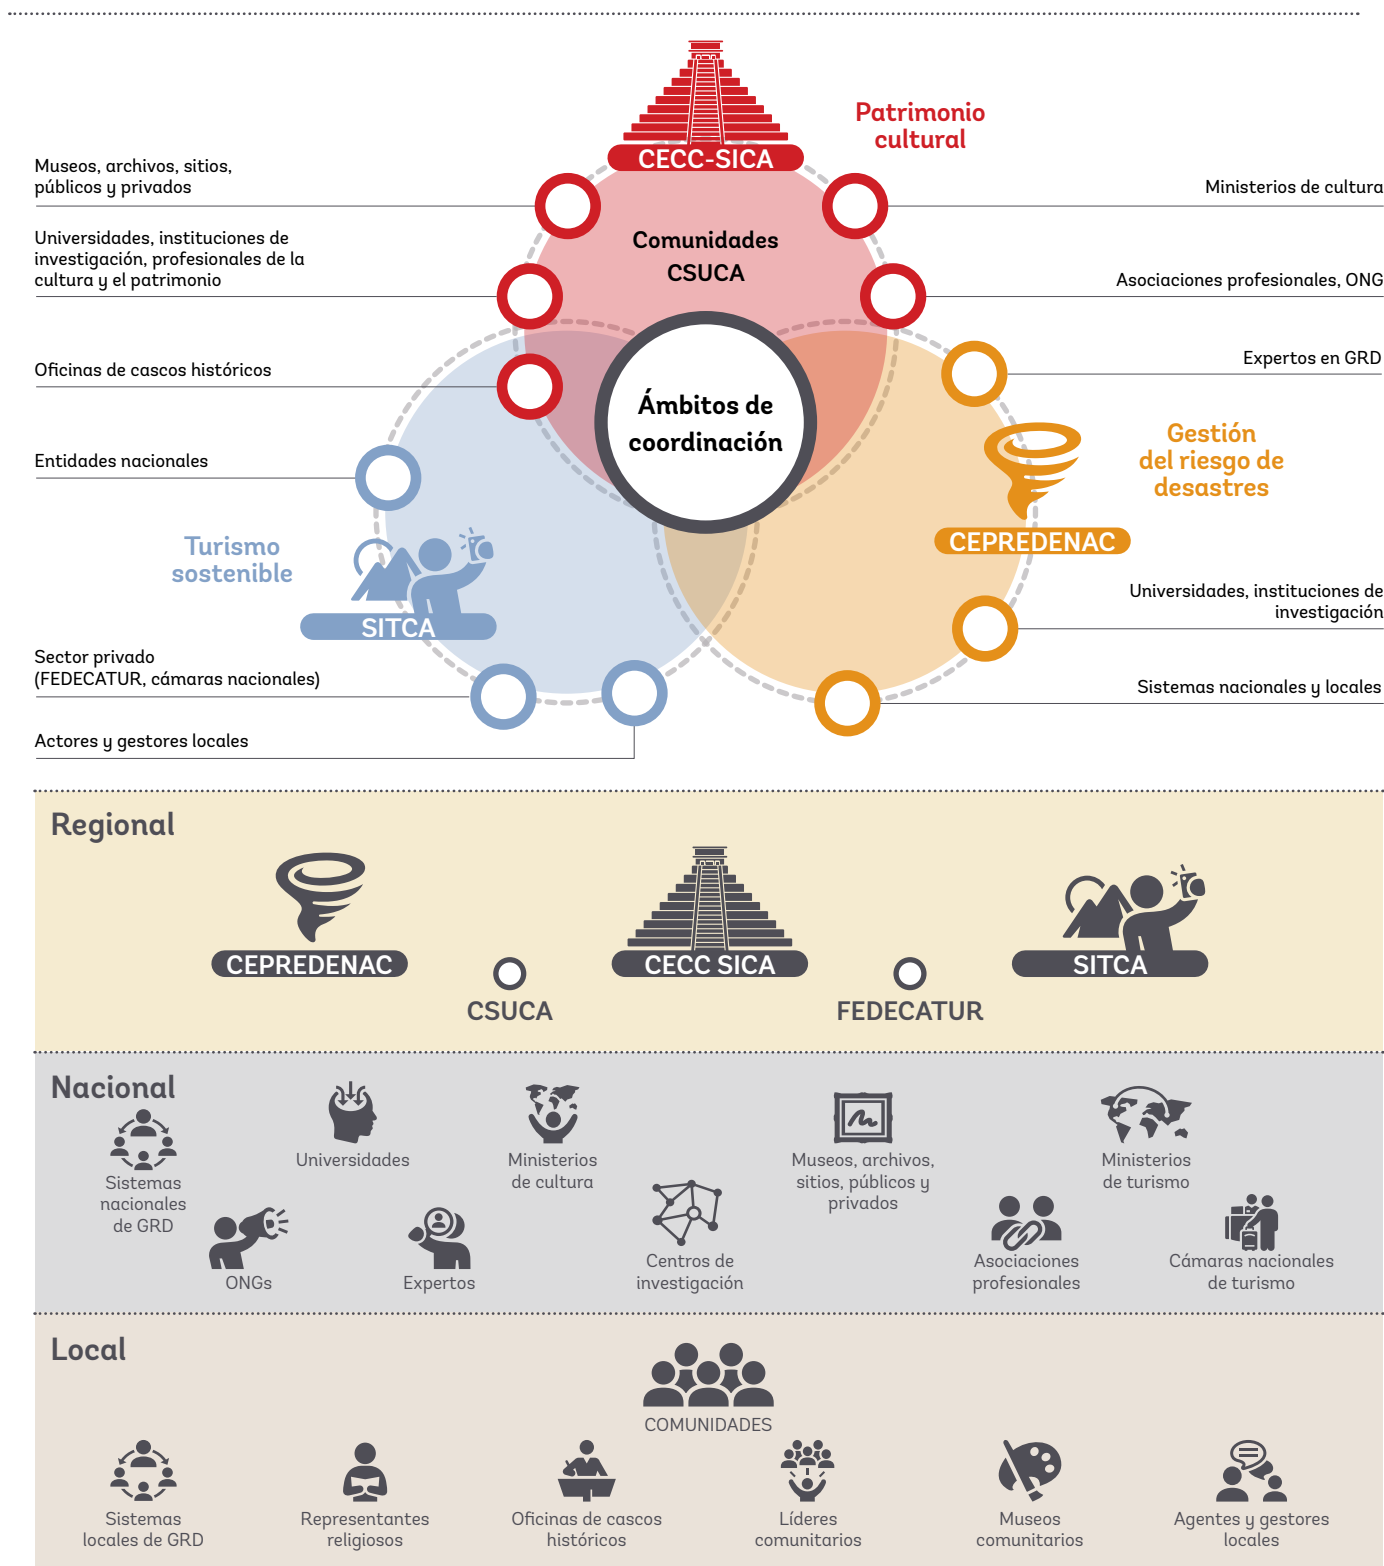 CECC-SICA
Patrimonio
cultural
Museos, archivos, sitios,
públicos y privados
Ministerios de cultura
Universidades, instituciones de
investigación, profesionales de la
cultura y el patrimonio
Comunidades
CSUCA
Asociaciones profesionales, ONG
Oficinas de cascos históricos
Expertos en GRD
Ámbitos de
coordinación
Gestión
del riesgo de
desastres
Entidades nacionales
CEPREDENAC
Turismo
sostenible
SITCA
Universidades, instituciones de
investigación
Sector privado
(FEDECATUR, cámaras nacionales)
Sistemas nacionales y locales
Actores y gestores locales
Regional
CEPREDENAC
CECC SICA
SITCA
CSUCA
FEDECATUR
Nacional
Sistemas
nacionales
de GRD
Universidades
Ministerios
de cultura
Museos, archivos,
sitios, públicos y
privados
Ministerios
de turismo
ONGs
Expertos
Centros de
investigación
Asociaciones
profesionales
Cámaras nacionales
de turismo
Local
COMUNIDADES
Sistemas
locales de GRD
Representantes
religiosos
Oficinas de cascos
históricos
Líderes
comunitarios
Museos
comunitarios
Agentes y gestores
locales